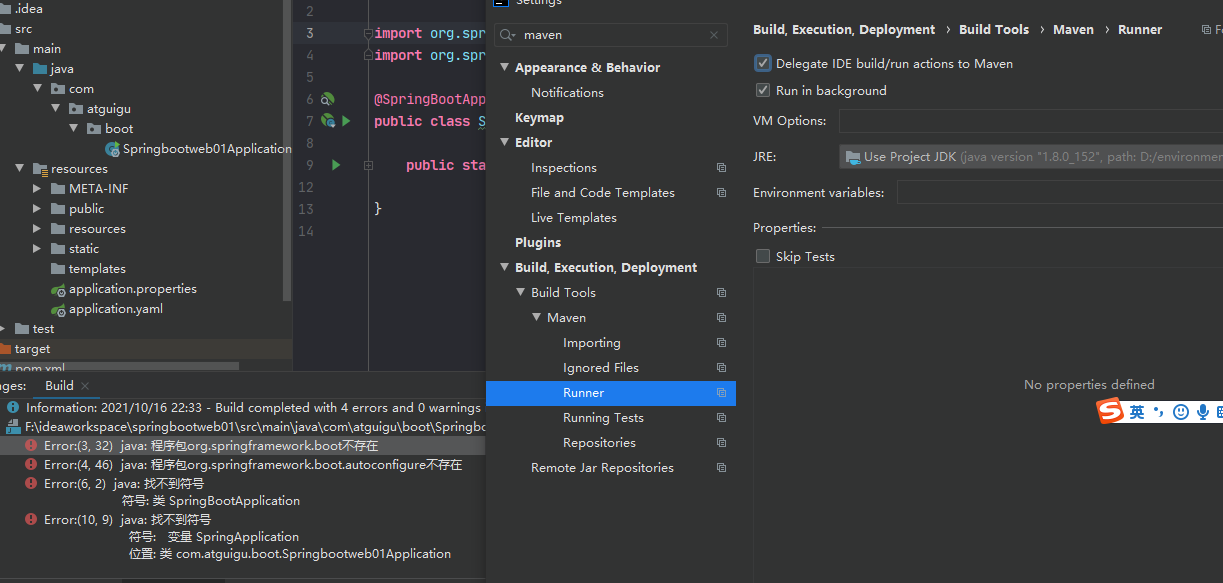 .idea
src
main
java
com
atguigu
boot
Springbootweb01Application
resources
META-INF
public
resources
static
templates
application.properties
application.yaml
test
target
pom.xml
2
3 import org.spr
4 import org.spr
5
6 @SpringBootApp
7 public class S
8
9 public sta
12
13 }
14
Settings
maven
Appearance & Behavior
Notifications
Keymap
Editor
Inspections
File and Code Templates
Live Templates
Plugins
Build, Execution, Deployment
Build Tools
Maven
Importing
Ignored Files
Runner
Running Tests
Repositories
Remote Jar Repositories
Build, Execution, Deployment › Build Tools › Maven › Runner
Delegate IDE build/run actions to Maven
Run in background
VM Options:
JRE: Use Project JDK (java version "1.8.0_152", path: D:/environmen
Environment variables:
Properties:
Skip Tests
No properties defined
英
ages: Build
Information: 2021/10/16 22:33 - Build completed with 4 errors and 0 warnings
F:\ideaworkspace\springbootweb01\src\main\java\com\atguigu\boot\Springbo
Error:(3, 32) java: 程序包org.springframework.boot不存在
Error:(4, 46) java: 程序包org.springframework.boot.autoconfigure不存在
Error:(6, 2) java: 找不到符号
符号: 类 SpringBootApplication
Error:(10, 9) java: 找不到符号
符号: 变量 SpringApplication
位置: 类 com.atguigu.boot.Springbootweb01Application